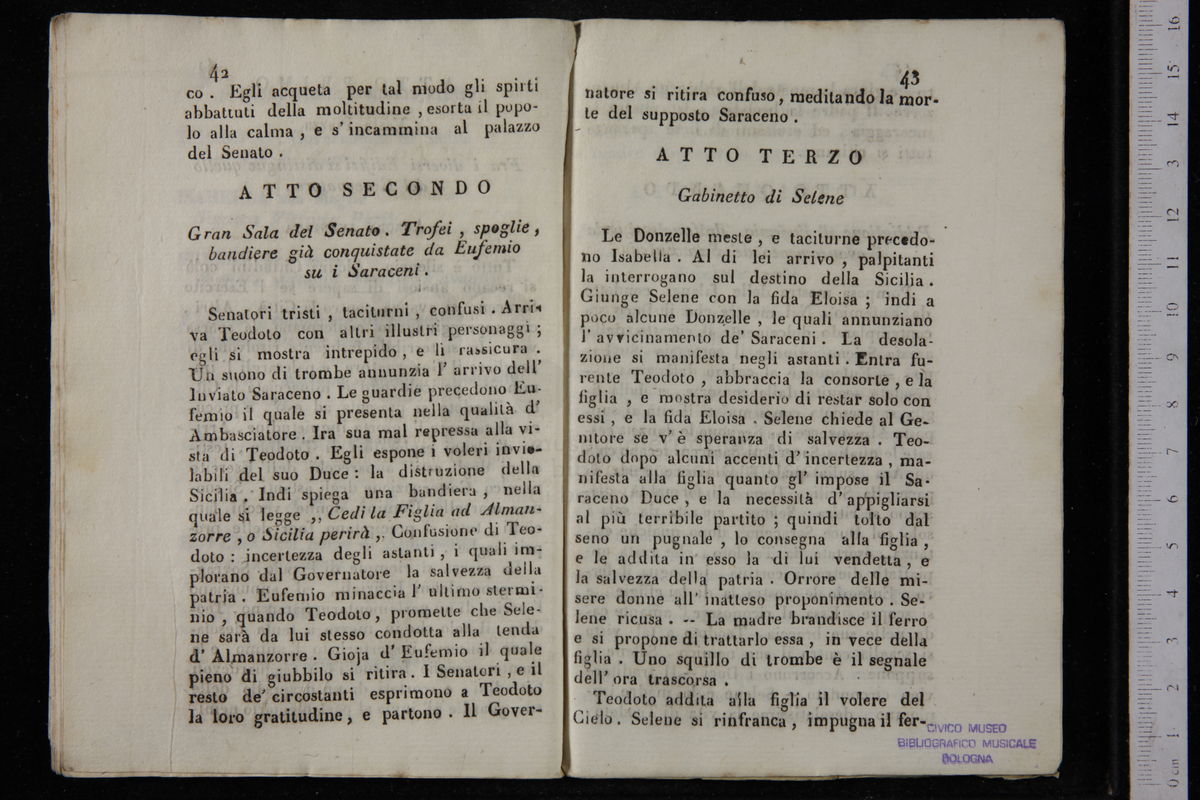 42
co . Egli acqueta per tal modo gli spirti
abbattuti della moltitudine , esorta il popo-
lo alla calma , e s' incammina al palazzo
del Senato .
ATTO SECONDO
Gran Sala del Senato . Trofei , spoglie ,
bandiere già conquistate da Eufemio
su i Saraceni .
Senatori tristi , taciturni , confusi . Arri-
va Teodoto con altri illustri personaggi ;
egli si mostra intrepido , e li rassicura .
Un suono di trombe annunzia l' arrivo dell'
Inviato Saraceno . Le guardie precedono Eu-
femio il quale si presenta nella qualità d'
Ambasciatore . Ira sua mal repressa alla vi-
sta di Teodoto . Egli espone i voleri invio-
labili del suo Duce : la distruzione della
Sicilia . Indi spiega una bandiera , nella
quale si legge ,, Cedi la Figlia ad Alman-
zorre , o Sicilia perirà ,, Confusione di Teo-
doto : incertezza degli astanti , i quali im-
plorano dal Governatore la salvezza della
patria . Eufemio minaccia l' ultimo stermi-
nio , quando Teodoto , promette che Sele-
ne sarà da lui stesso condotta alla tenda
d' Almanzorre . Gioja d' Eufemio il quale
pieno di giubbilo si ritira . I Senatori , e il
resto de' circostanti esprimono a Teodoto
la loro gratitudine , e partono . Il Gover-
43
natore si ritira confuso , meditando la mor-
te del supposto Saraceno .
ATTO TERZO
Gabinetto di Selene
Le Donzelle meste , e taciturne precedo-
no Isabella . Al di lei arrivo , palpitanti
la interrogano sul destino della Sicilia .
Giunge Selene con la fida Eloisa ; indi a
poco alcune Donzelle , le quali annunziano
l' avvicinamento de' Saraceni . La desola-
zione si manifesta negli astanti . Entra fu-
rente Teodoto , abbraccia la consorte , e la
figlia , e mostra desiderio di restar solo con
essi , e la fida Eloisa . Selene chiede al Ge-
nitore se v' è speranza di salvezza . Teo-
doto dopo alcuni accenti d' incertezza , ma-
nifesta alla figlia quanto gl' impose il Sa-
raceno Duce , e la necessità d' appigliarsi
al più terribile partito ; quindi tolto dal
seno un pugnale , lo consegna alla figlia ,
e le addita in esso la di lui vendetta , e
la salvezza della patria . Orrore delle mi-
sere donne all' inatteso proponimento . Se-
lene ricusa . -- La madre brandisce il ferro
e si propone di trattarlo essa , in vece della
figlia . Uno squillo di trombe è il segnale
dell' ora trascorsa .
Teodoto addita alla figlia il volere del
Cielo . Selene si rinfranca , impugna il fer-
CIVICO MUSEO
BIBLIOGRAFICO MUSICALE
BOLOGNA
0 cm 1 2 3 4 5 6 7 8 9 10 11 12 13 14 15 16